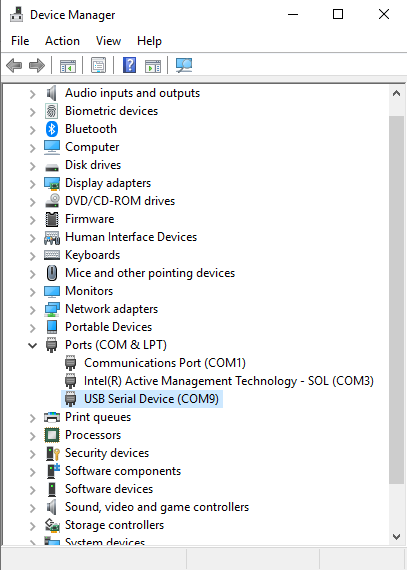 Device Manager
File Action View Help
Audio inputs and outputs
Biometric devices
Bluetooth
Computer
Disk drives
Display adapters
DVD/CD-ROM drives
Firmware
Human Interface Devices
Keyboards
Mice and other pointing devices
Monitors
Network adapters
Portable Devices
Ports (COM & LPT)
Communications Port (COM1)
Intel(R) Active Management Technology - SOL (COM3)
USB Serial Device (COM9)
Print queues
Processors
Security devices
Software components
Software devices
Sound, video and game controllers
Storage controllers
System devices